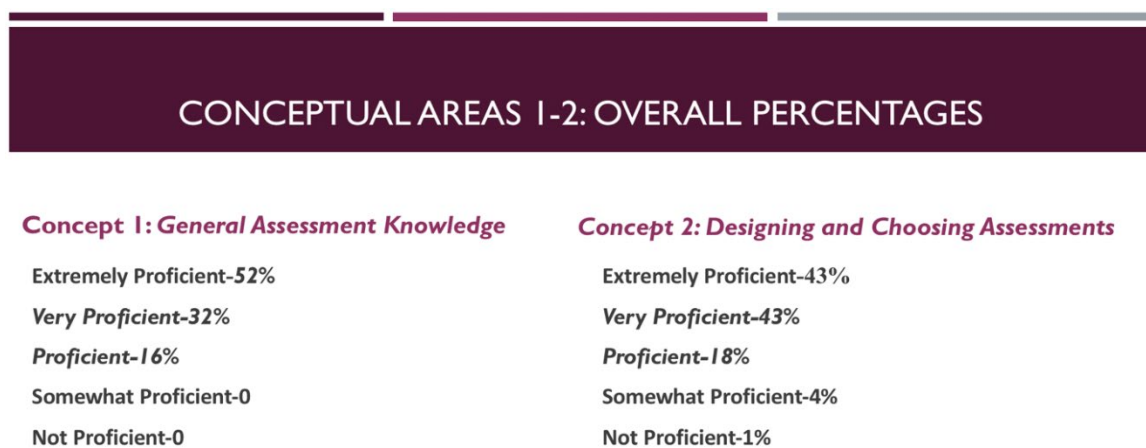 CONCEPTUAL AREAS 1-2: OVERALL PERCENTAGES
Concept 1: General Assessment Knowledge
Extremely Proficient-52%
Very Proficient-32%
Proficient-16%
Somewhat Proficient-0
Not Proficient-0
Concept 2: Designing and Choosing Assessments
Extremely Proficient-43%
Very Proficient-43%
Proficient-18%
Somewhat Proficient-4%
Not Proficient-1%